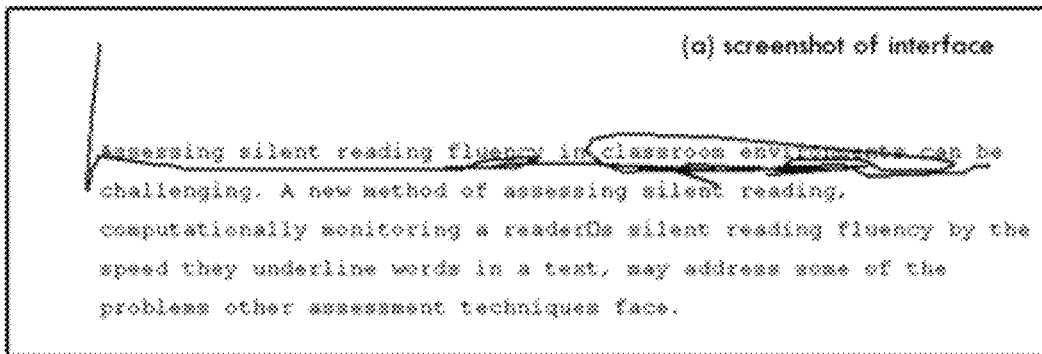 (a) screenshot of interface
Assessing silent reading fluency in classroom environments can be
challenging. A new method of assessing silent reading,
computationally monitoring a readerΩs silent reading fluency by the
speed they underline words in a text, may address some of the
problems other assessment techniques face.